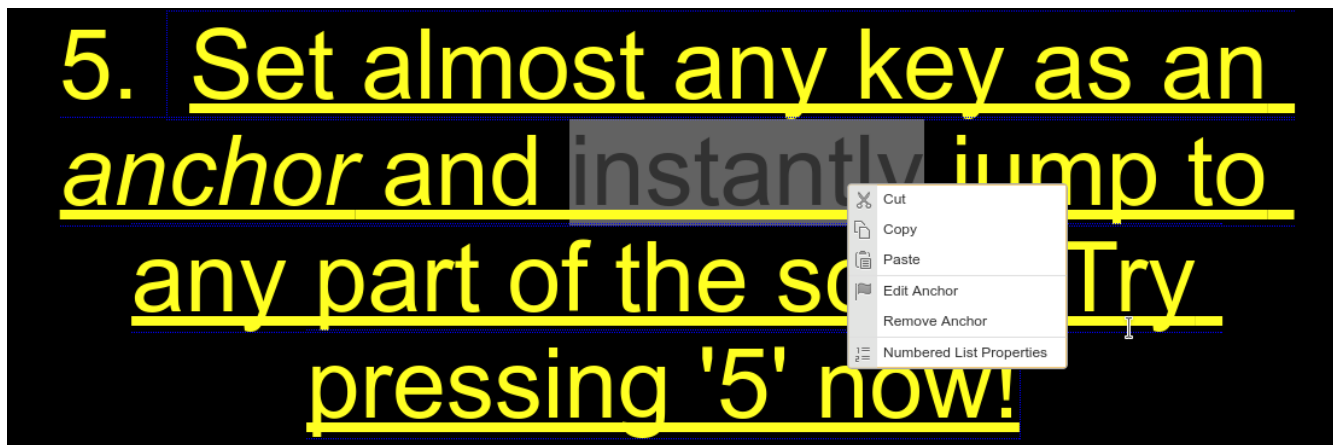 5. Set almost any key as an
anchor and instantly jump to
any part of the Try
pressing '5' now!
Cut
Copy
Paste
Edit Anchor
Remove Anchor
Numbered List Properties